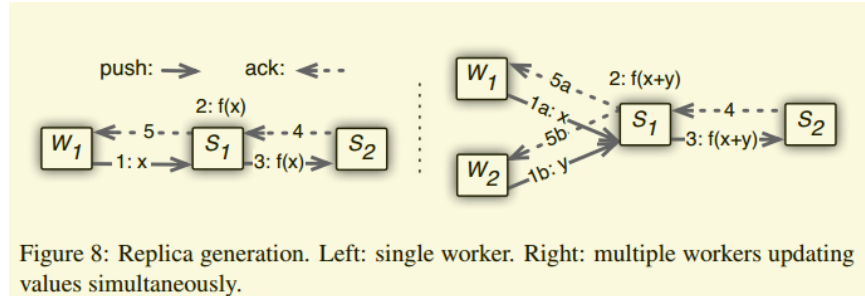 push:
ack:
2: f(x)
W1
5
S1
4
S2
1: x
3: f(x)
W1
5a
2: f(x+y)
1a: x
S1
4
S2
5b
3: f(x+y)
W2
1b: y
Figure 8: Replica generation. Left: single worker. Right: multiple workers updating
values simultaneously.